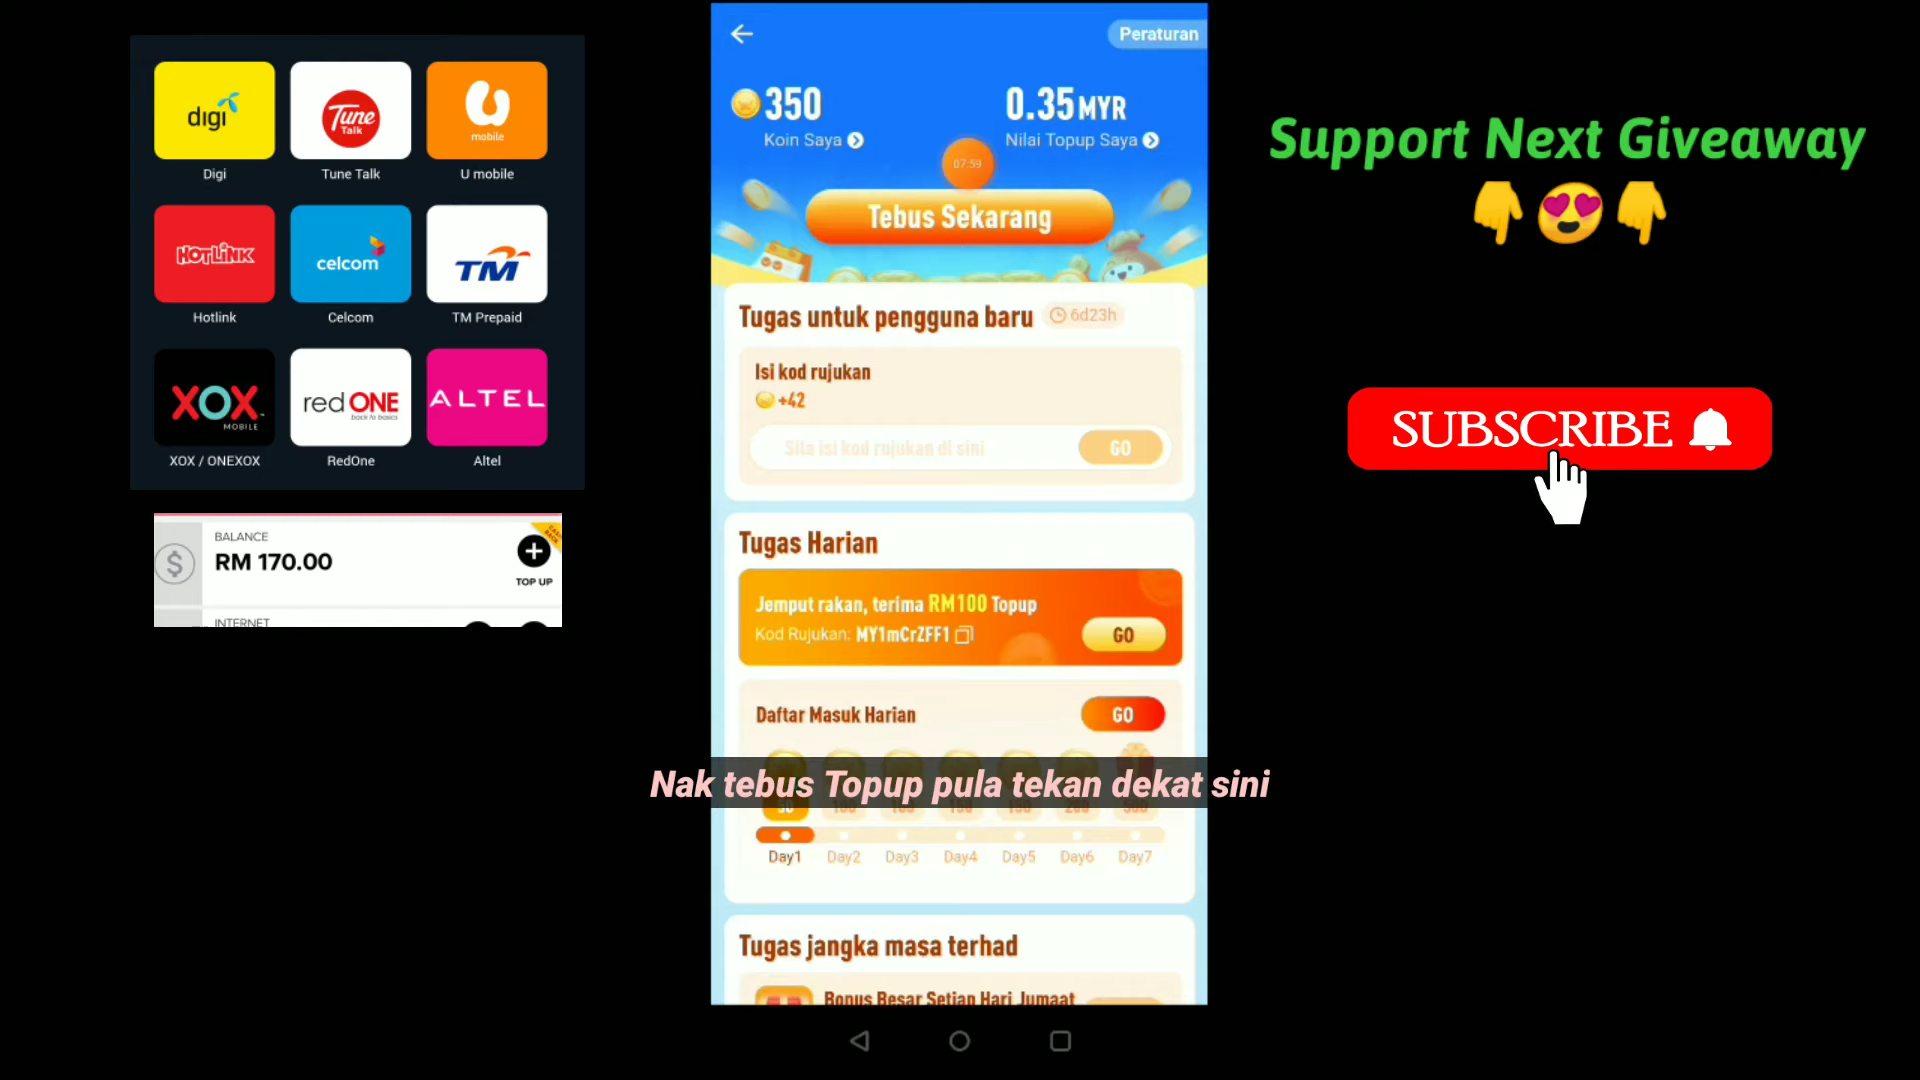 digi
Tune
Talk
mobile
Digi
Tune Talk
U mobile
HOTLINK
celcom
TM
Hotlink
Celcom
TM Prepaid
XOX
MOBILE
red ONE
back to basics
ALTEL
XOX / ONEXOX
RedOne
Altel
BALANCE
RM 170.00
TOP UP
INTERNET
Peraturan
350
0.35 MYR
Koin Saya
Nilai Topup Saya
07:59
Tebus Sekarang
Tugas untuk pengguna baru
6d23h
Isi kod rujukan
+42
Sila isi kod rujukan di sini
GO
Tugas Harian
Jemput rakan, terima RM100 Topup
Kod Rujukan: MY1mCrZFF1
GO
Daftar Masuk Harian
GO
Nak tebus Topup pula tekan dekat sini
Day1 Day2 Day3 Day4 Day5 Day6 Day7
Tugas jangka masa terhad
Bonus Besar Setiap Hari Jumaat
Support Next Giveaway
SUBSCRIBE